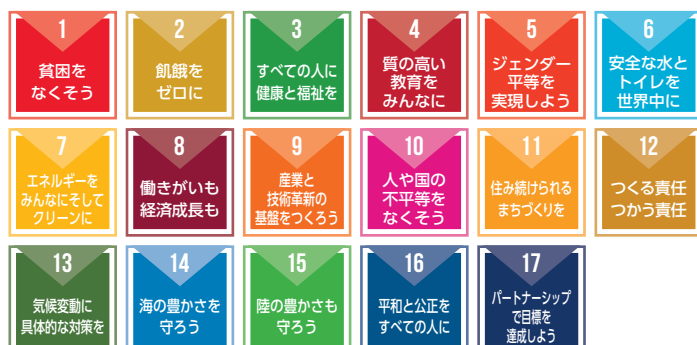 1
貧困を
なくそう
2
飢餓を
ゼロに
3
すべての人に
健康と福祉を
4
質の高い
教育を
みんなに
5
ジェンダー
平等を
実現しよう
6
安全な水と
トイレを
世界中に
7
エネルギーを
みんなにそして
クリーンに
8
働きがいも
経済成長も
9
産業と
技術革新の
基盤をつくろう
10
人や国の
不平等を
なくそう
11
住み続けられる
まちづくりを
12
つくる責任
つかう責任
13
気候変動に
具体的な対策を
14
海の豊かさを
守ろう
15
陸の豊かさも
守ろう
16
平和と公正を
すべての人に
17
パートナーシップ
で目標を
達成しよう